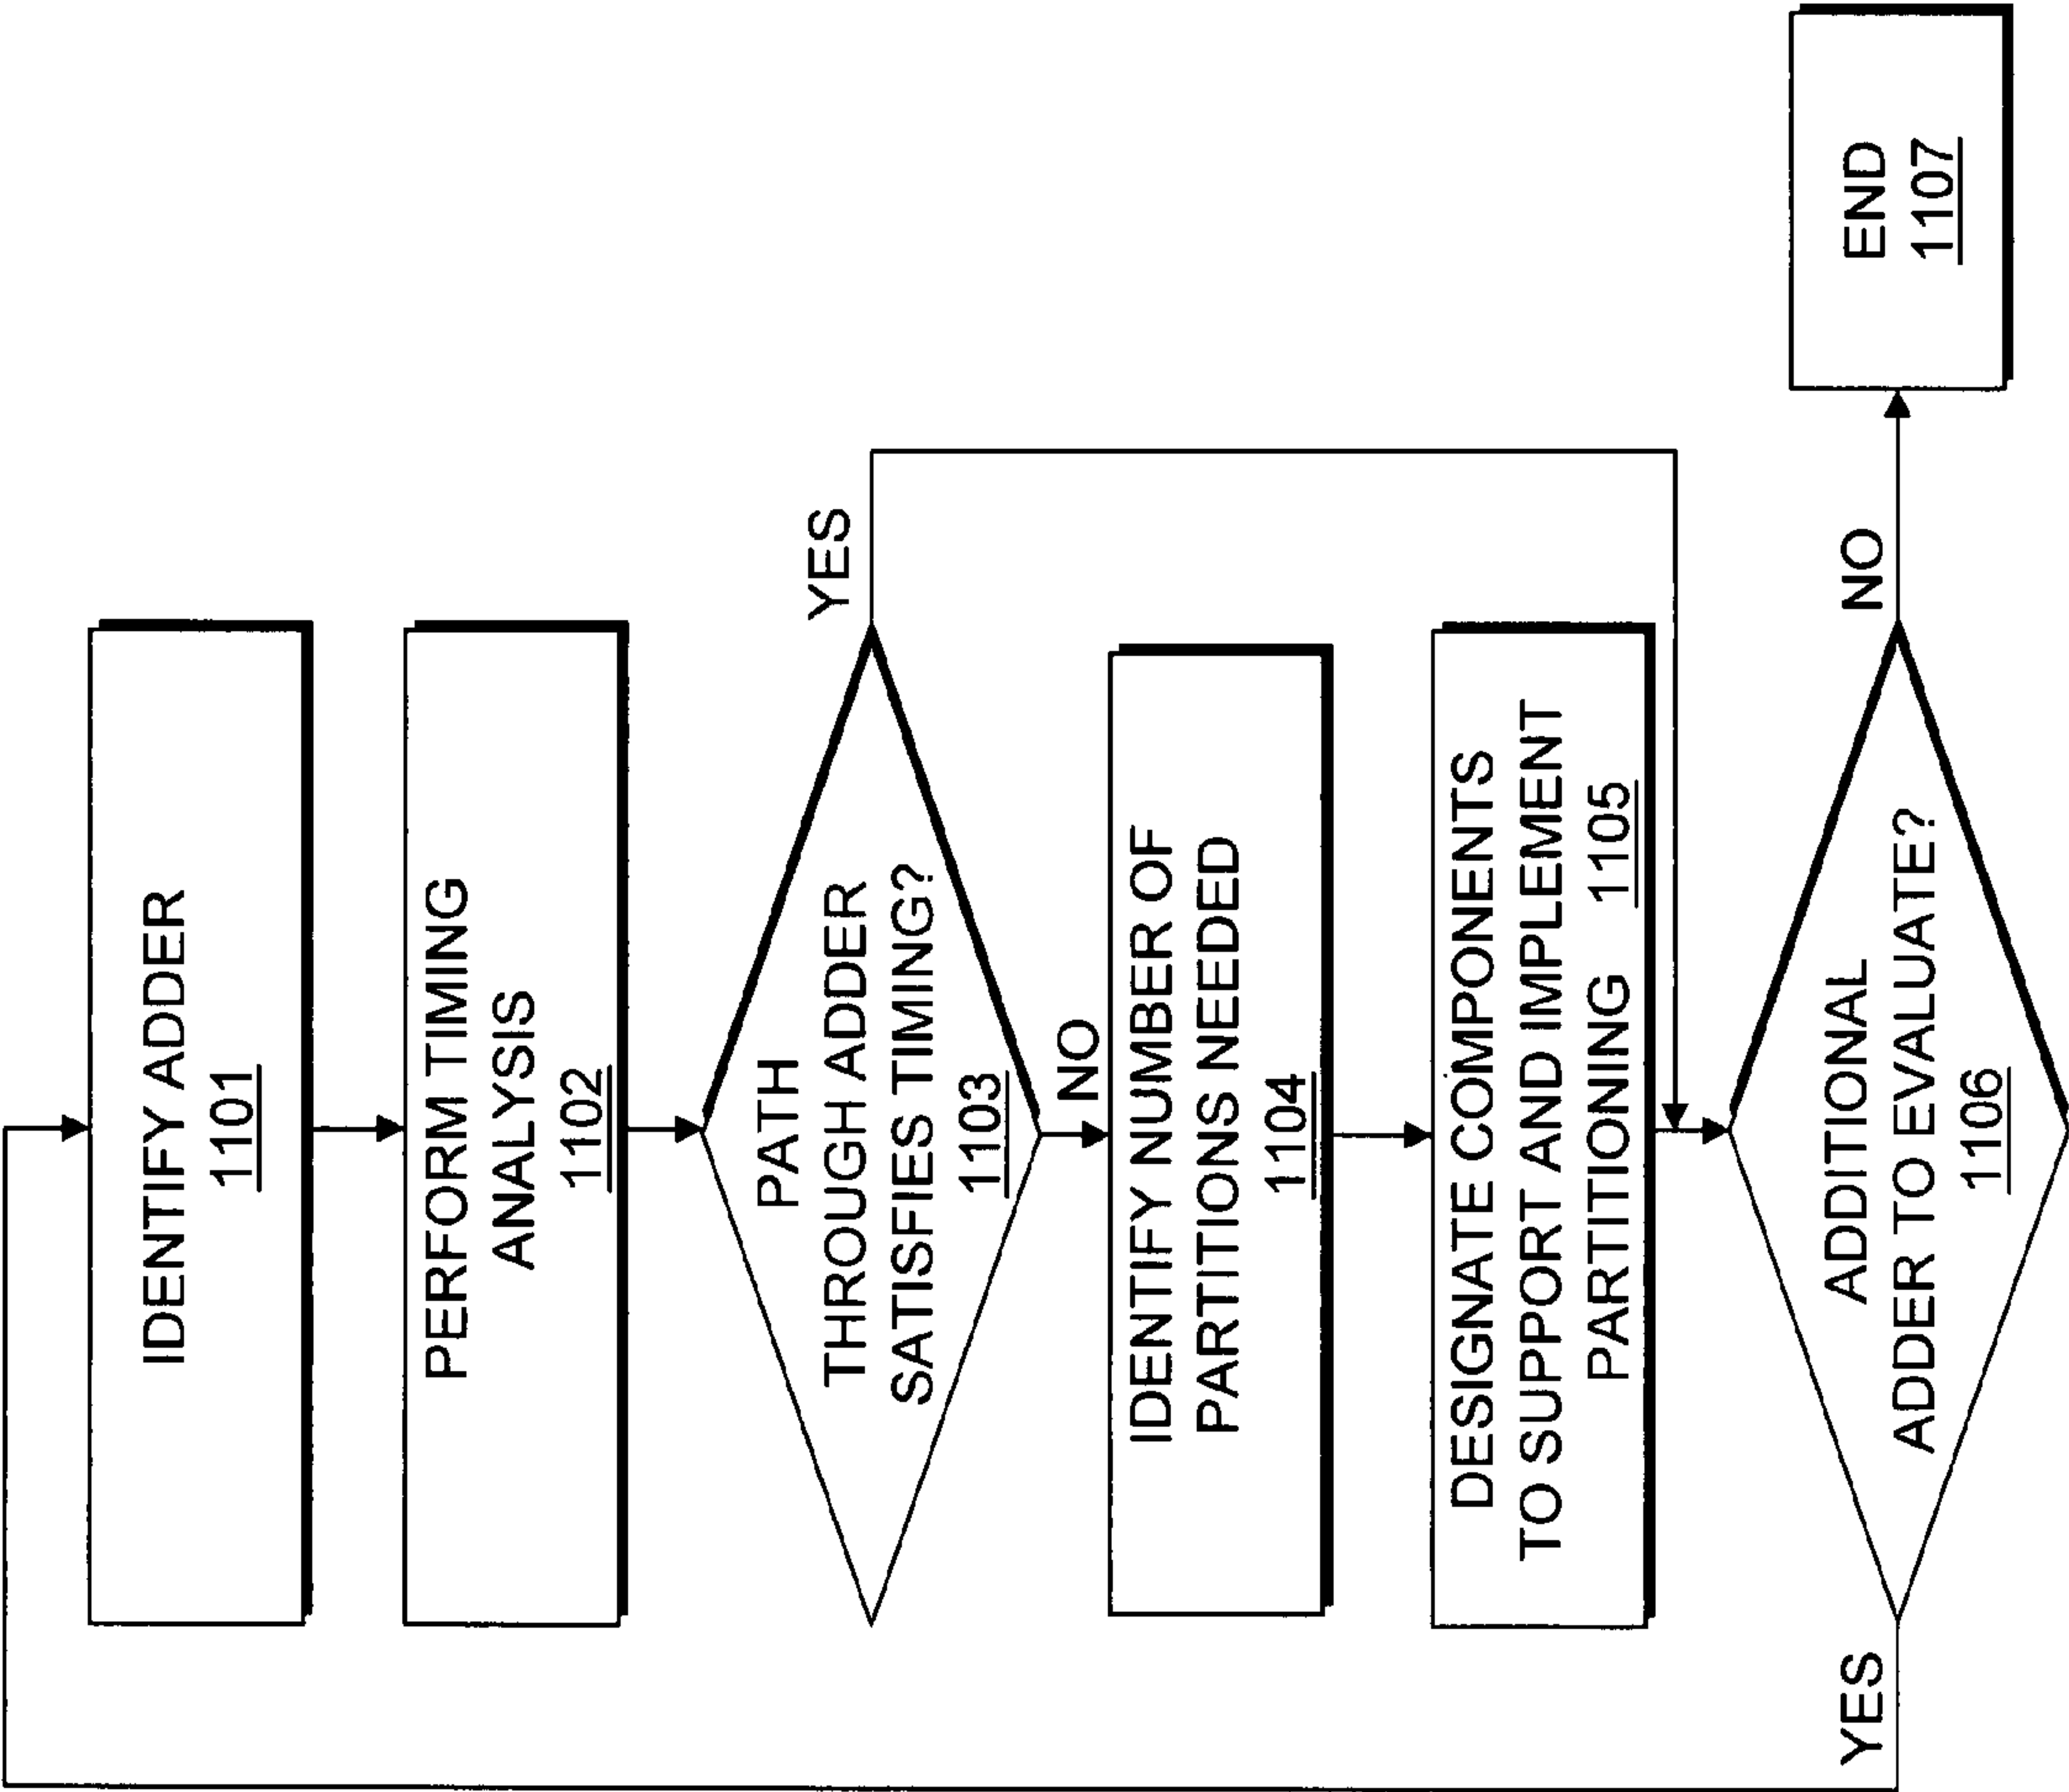 IDENTIFY ADDER
1101
PERFORM TIMING
ANALYSIS
1102
PATH
THROUGH ADDER
SATISFIES TIMING?
1103
YES
NO
IDENTIFY NUMBER OF
PARTITIONS NEEDED
1104
DESIGNATE COMPONENTS
TO SUPPORT AND IMPLEMENT
PARTITIONING 1105
ADDITIONAL
ADDER TO EVALUATE?
1106
YES
NO
END
1107